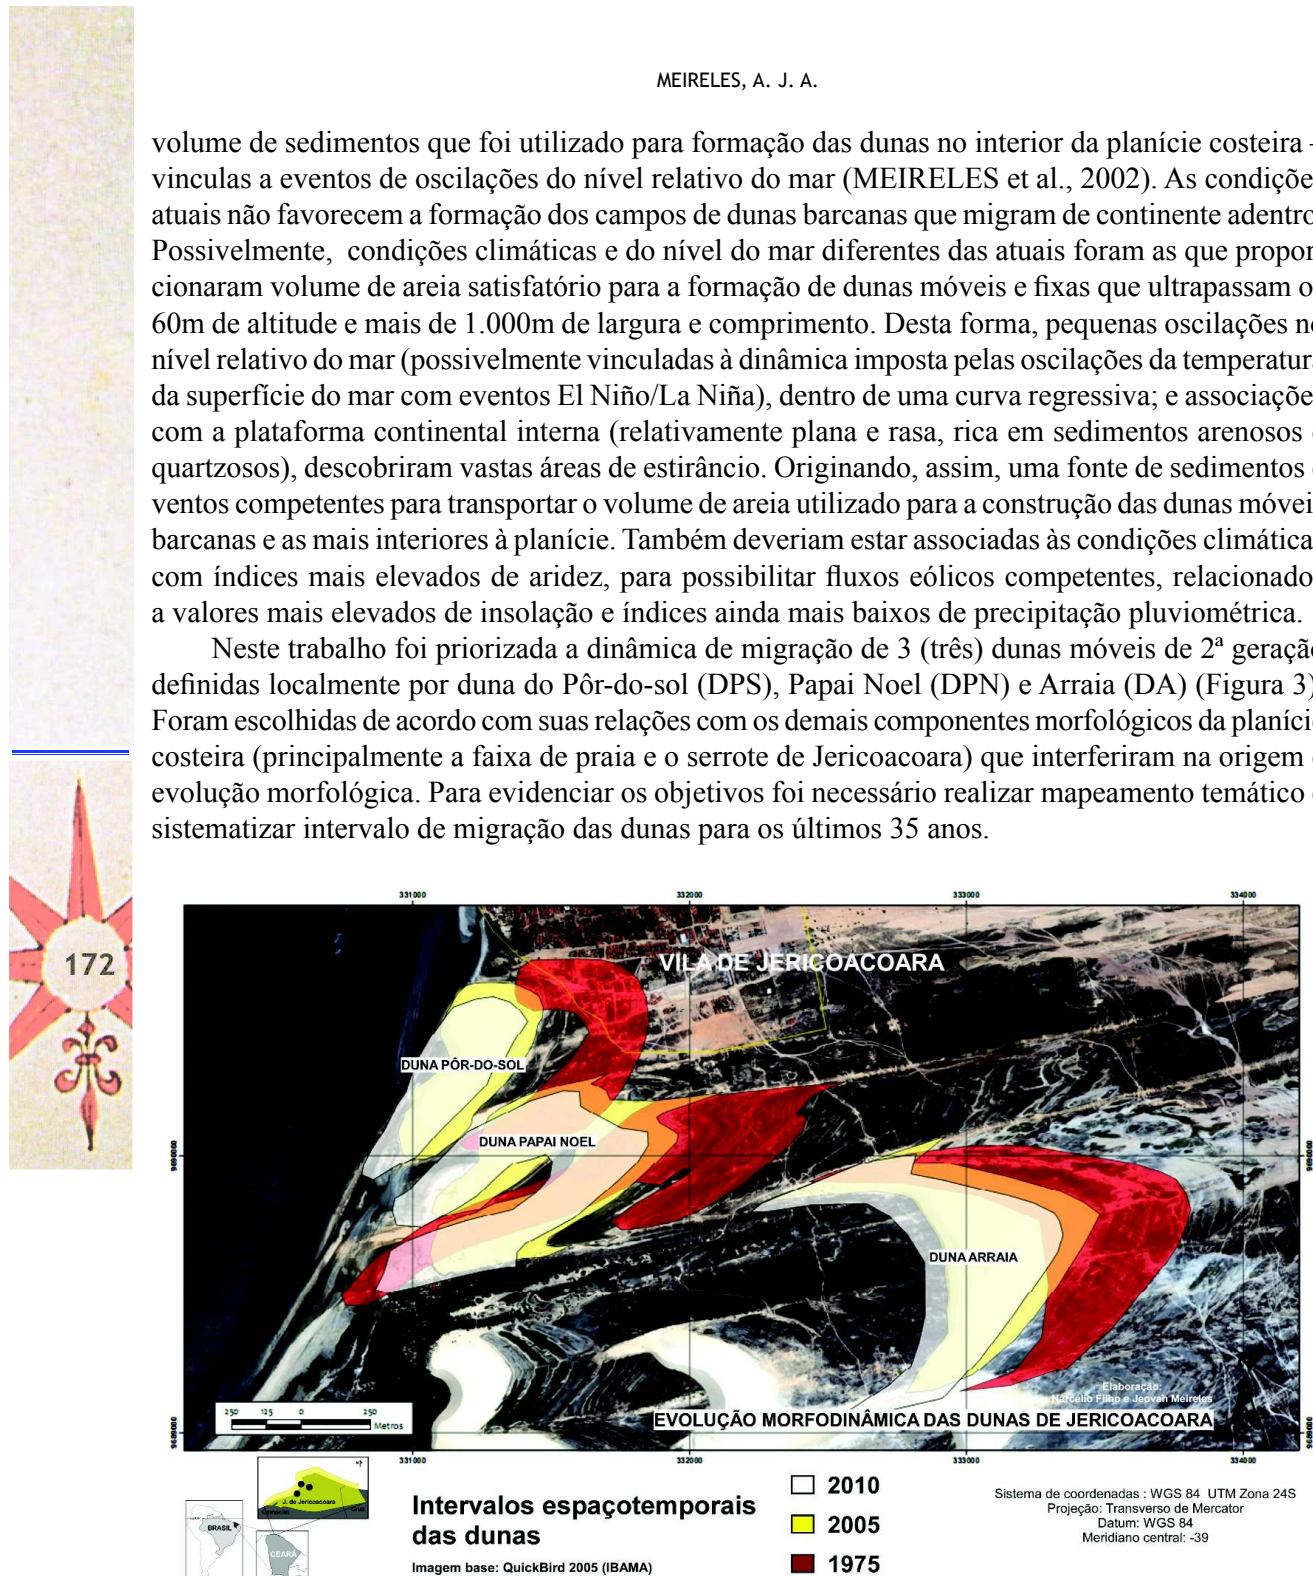 MEIRELES, A. J. A.
volume de sedimentos que foi utilizado para formação das dunas no interior da planície costeira -
vinculas a eventos de oscilações do nível relativo do mar (MEIRELES et al., 2002). As condiçõe
atuais não favorecem a formação dos campos de dunas barcanas que migram de continente adentro
Possivelmente, condições climáticas e do nível do mar diferentes das atuais foram as que propor
cionaram volume de areia satisfatório para a formação de dunas móveis e fixas que ultrapassam o
60m de altitude e mais de 1.000m de largura e comprimento. Desta forma, pequenas oscilações no
nível relativo do mar (possivelmente vinculadas à dinâmica imposta pelas oscilações da temperatura
da superfície do mar com eventos El Niño/La Niña), dentro de uma curva regressiva; e associaçõe
com a plataforma continental interna (relativamente plana e rasa, rica em sedimentos arenosos e
quartzosos), descobriram vastas áreas de estirâncio. Originando, assim, uma fonte de sedimentos e
ventos competentes para transportar o volume de areia utilizado para a construção das dunas móvei
barcanas e as mais interiores à planície. Também deveriam estar associadas às condições climática
com índices mais elevados de aridez, para possibilitar fluxos eólicos competentes, relacionado
a valores mais elevados de insolação e índices ainda mais baixos de precipitação pluviométrica.
Neste trabalho foi priorizada a dinâmica de migração de 3 (três) dunas móveis de 2ª geração
definidas localmente por duna do Pôr-do-sol (DPS), Papai Noel (DPN) e Arraia (DA) (Figura 3)
Foram escolhidas de acordo com suas relações com os demais componentes morfológicos da planíci
costeira (principalmente a faixa de praia e o serrote de Jericoacoara) que interferiram na origem e
evolução morfológica. Para evidenciar os objetivos foi necessário realizar mapeamento temático e
sistematizar intervalo de migração das dunas para os últimos 35 anos.
172
331000 332000 333000 334000
VILA DE JERICOACOARA
DUNA PÔR-DO-SOL
DUNA PAPAI NOEL
9690000 9690000
DUNA ARRAIA
Elaboração:
Narcélio Filho e Jeovah Meireles
250 125 0 250
Metros
EVOLUÇÃO MORFODINÂMICA DAS DUNAS DE JERICOACOARA
9689000 9689000
331000 332000 333000 334000
J. de Jericoacoara
Camocim Cruz
BRASIL
CEARÁ
Intervalos espaçotemporais
das dunas
Imagem base: QuickBird 2005 (IBAMA)
2010
2005
1975
Sistema de coordenadas : WGS 84 UTM Zona 24S
Projeção: Transverso de Mercator
Datum: WGS 84
Meridiano central: -39